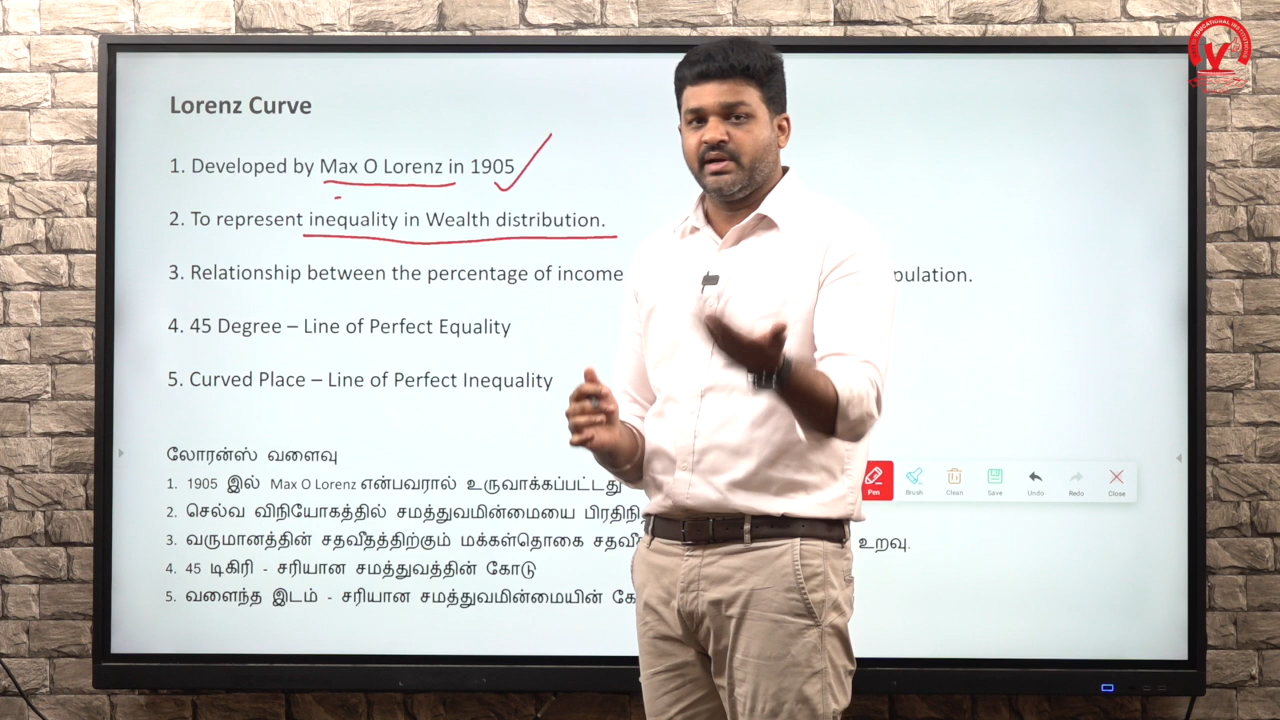 Lorenz Curve
1. Developed by Max O Lorenz in 1905
2. To represent inequality in Wealth distribution.
3. Relationship between the percentage of income
4. 45 Degree – Line of Perfect Equality
5. Curved Place – Line of Perfect Inequality
லோரன்ஸ் வளைவு
1. 1905 இல் Max O Lorenz என்பவரால் உருவாக்கப்பட்டது
2. செல்வ விநியோகத்தில் சமத்துவமின்மையை
3. வருமானத்தின் சதவீதத்திற்கும் மக்கள்தொகை உறவு.
4. 45 டிகிரி - சரியான சமத்துவத்தின் கோடு
5. வளைந்த இடம் - சரியான சமத்துவமின்மையின்
Pen Brush Clean Save Undo Redo Close
EDUCATIONAL